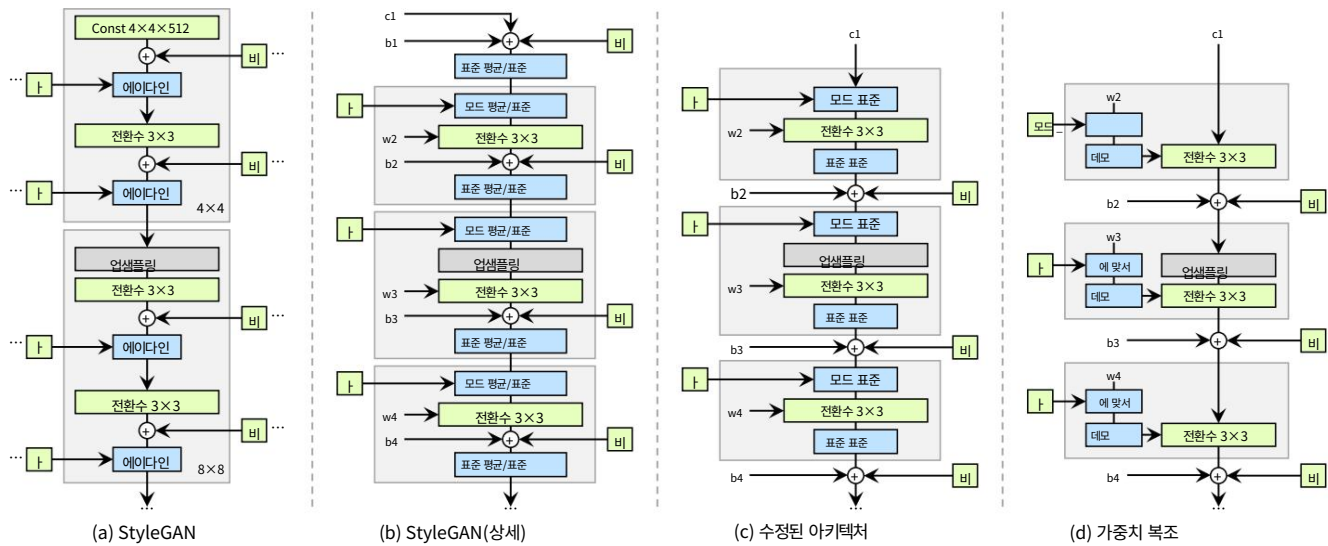 Const 4×4×512
비 …
… ㅏ
에이다인
전환수 3×3
비 …
… ㅏ
에이다인
4×4
업샘플링
전환수 3×3
비 …
… ㅏ
에이다인
전환수 3×3
비 …
… ㅏ
에이다인
8×8
…
(a) StyleGAN
c1
b1
비
표준 평균/표준
ㅏ
모드 평균/표준
w2
전환수 3×3
b2
비
표준 평균/표준
ㅏ
모드 평균/표준
업샘플링
w3
전환수 3×3
b3
비
표준 평균/표준
ㅏ
모드 평균/표준
w4
전환수 3×3
b4
비
표준 평균/표준
…
(b) StyleGAN(상세)
c1
ㅏ
모드 표준
w2
전환수 3×3
표준 표준
b2
비
ㅏ
모드 표준
업샘플링
w3
전환수 3×3
표준 표준
b3
비
ㅏ
모드 표준
w4
전환수 3×3
표준 표준
b4
비
…
(c) 수정된 아키텍처
c1
w2
모드_
데모
전환수 3×3
b2
비
w3
ㅏ
에 맞서
업샘플링
데모
전환수 3×3
b3
비
w4
ㅏ
에 맞서
데모
전환수 3×3
b4
비
…
(d) 가중치 복조